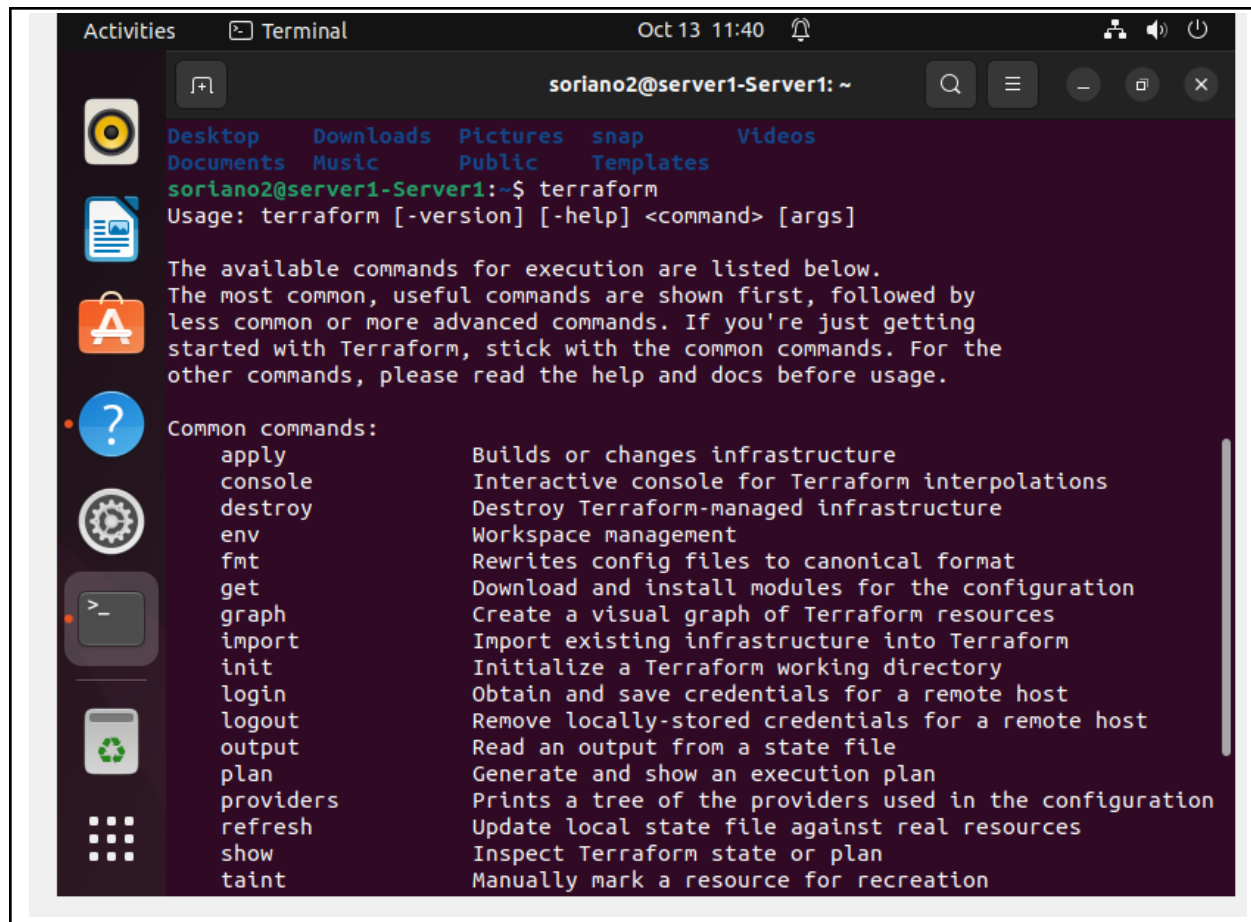 Activities Terminal Oct 13 11:40
soriano2@server1-Server1: ~
Desktop Downloads Pictures snap Videos
Documents Music Public Templates
soriano2@server1-Server1:~$ terraform
Usage: terraform [-version] [-help] <command> [args]
The available commands for execution are listed below.
The most common, useful commands are shown first, followed by
less common or more advanced commands. If you're just getting
started with Terraform, stick with the common commands. For the
other commands, please read the help and docs before usage.
Common commands:
apply Builds or changes infrastructure
console Interactive console for Terraform interpolations
destroy Destroy Terraform-managed infrastructure
env Workspace management
fmt Rewrites config files to canonical format
get Download and install modules for the configuration
graph Create a visual graph of Terraform resources
import Import existing infrastructure into Terraform
init Initialize a Terraform working directory
login Obtain and save credentials for a remote host
logout Remove locally-stored credentials for a remote host
output Read an output from a state file
plan Generate and show an execution plan
providers Prints a tree of the providers used in the configuration
refresh Update local state file against real resources
show Inspect Terraform state or plan
taint Manually mark a resource for recreation